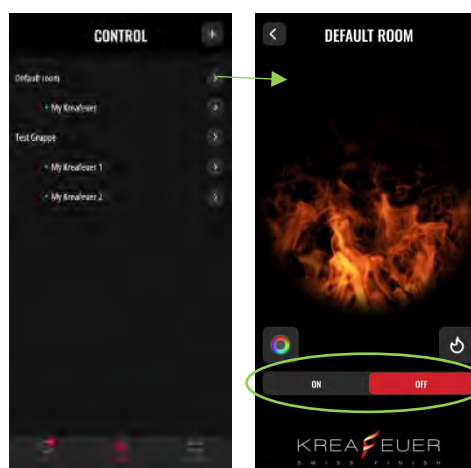 CONTROL
+
Default room
My Kreafeuer
Test Gruppe
My Kreafeuer 1
My Kreafeuer 2
DEFAULT ROOM
ON OFF
KREAFEUER
SWISS FINISH